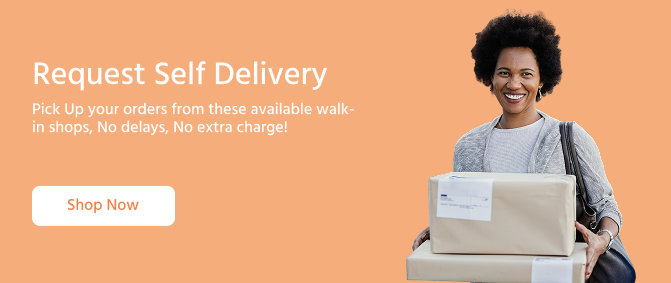 Request Self Delivery
Pick Up your orders from these available walk-
in shops, No delays, No extra charge!
Shop Now